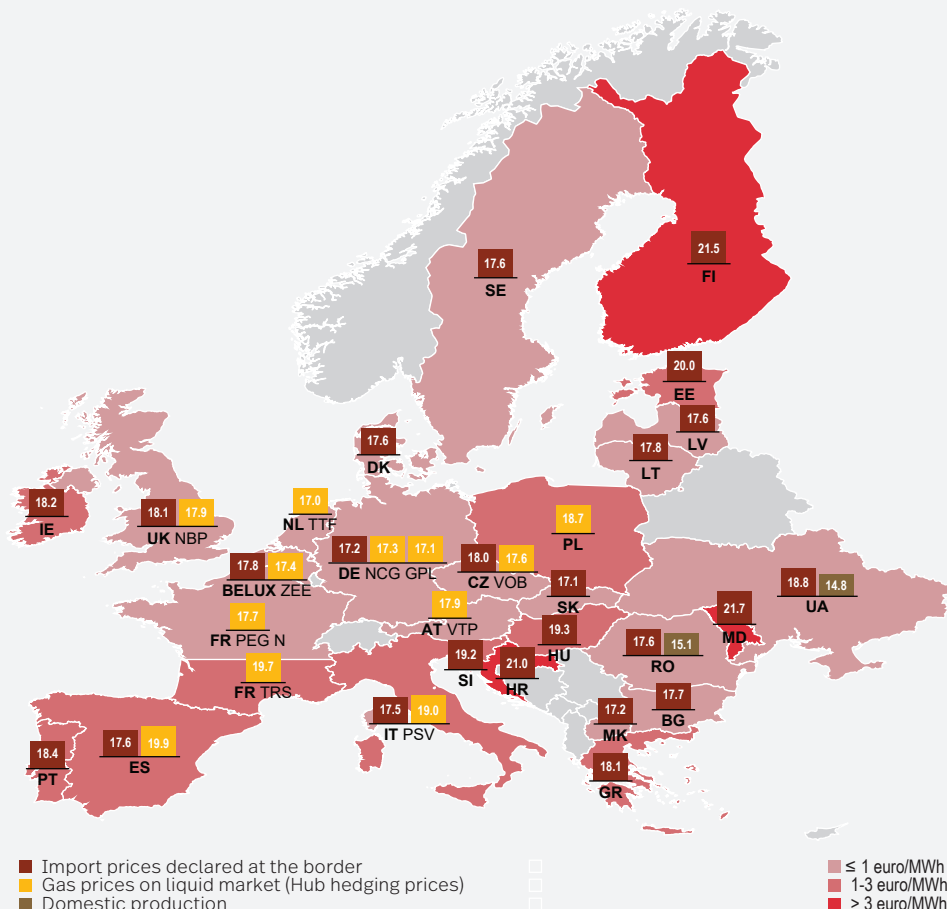 21.5
FI
17.6
SE
20.0
EE
17.6
LV
17.8
LT
17.6
DK
18.2
IE
18.1 17.9
UK NBP
17.0
NL TTF
18.7
PL
17.2 17.3 17.1
DE NCG GPL
18.0 17.6
CZ VOB
17.8 17.4
BELUX ZEE
17.1
SK
18.8 14.8
UA
17.7
FR PEG N
17.9
AT VTP
21.7
MD
19.3
HU
17.6 15.1
RO
19.7
FR TRS
19.2
SI
21.0
HR
17.7
BG
17.2
MK
17.5 19.0
IT PSV
18.4
PT
17.6 19.9
ES
18.1
GR
Import prices declared at the border
Gas prices on liquid market (Hub hedging prices)
Domestic production
≤ 1 euro/MWh
1-3 euro/MWh
> 3 euro/MWh